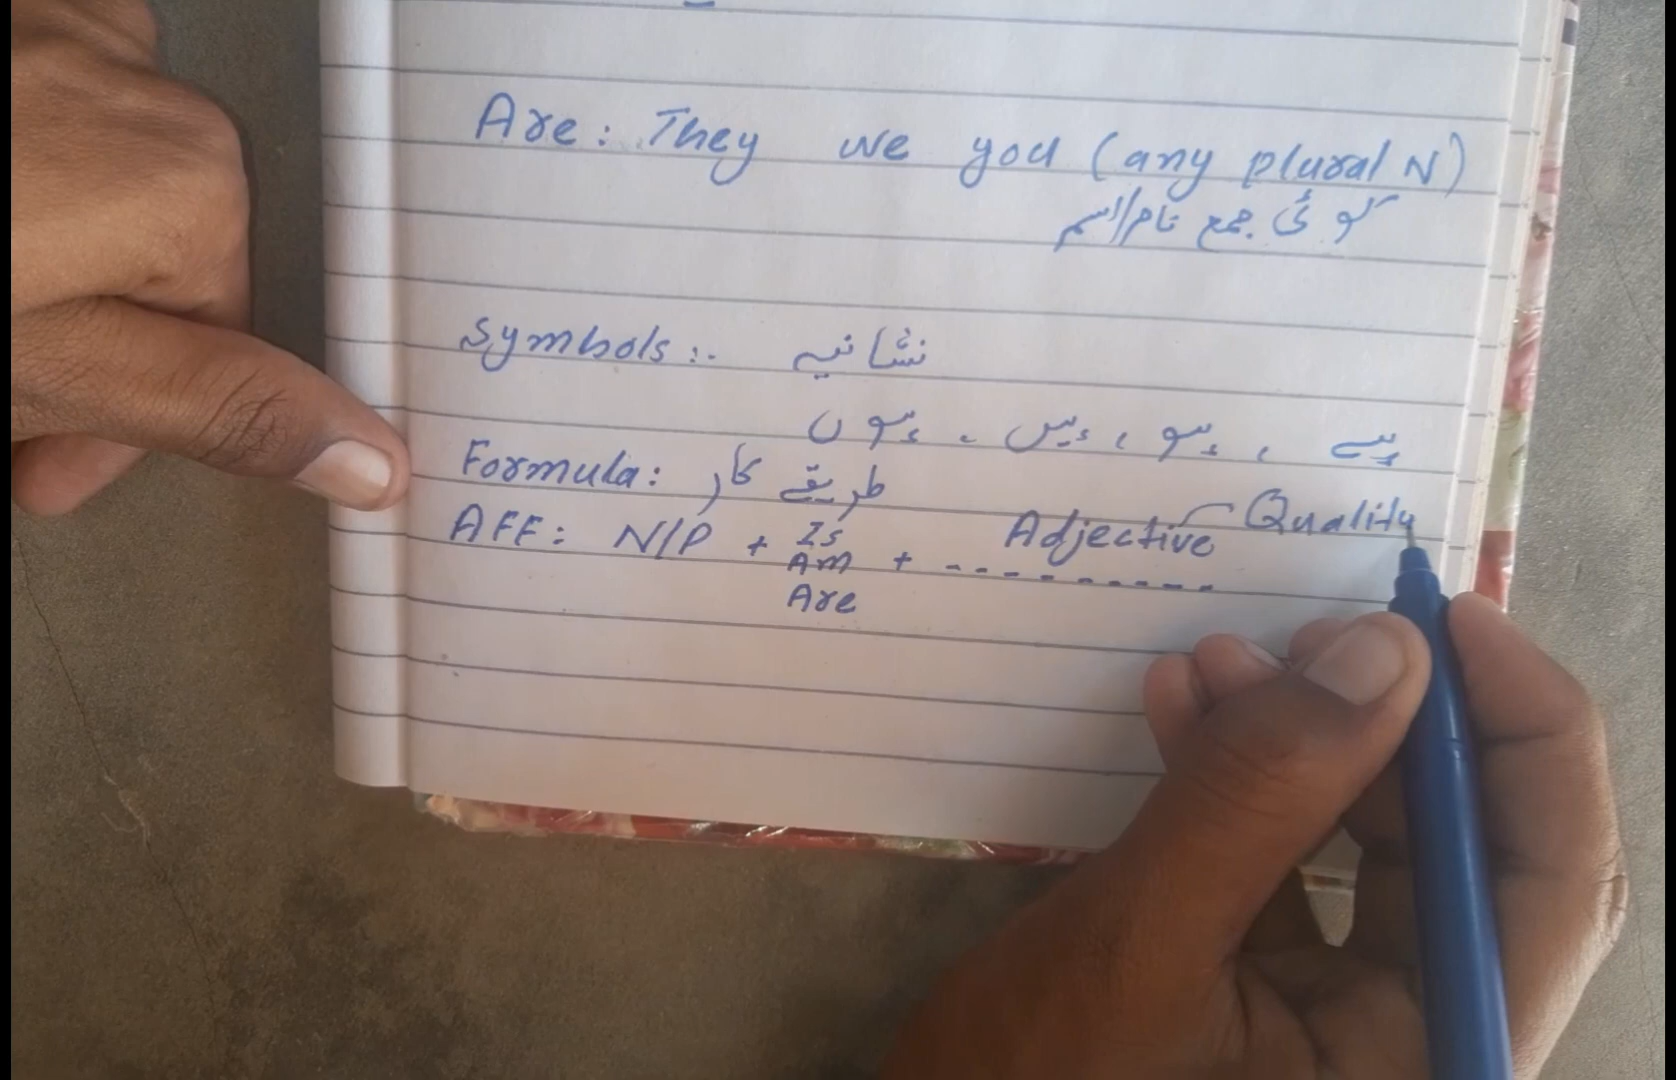 Are: They we you (any plural N)
کوئی جمع نام/اسم
Symbols :- نشانیہ
ہے ، ہو ، ہیں ، ہوں
Formula: طریقے کار
AFF: N/P + Is Am Are + --------- Adjective Quality